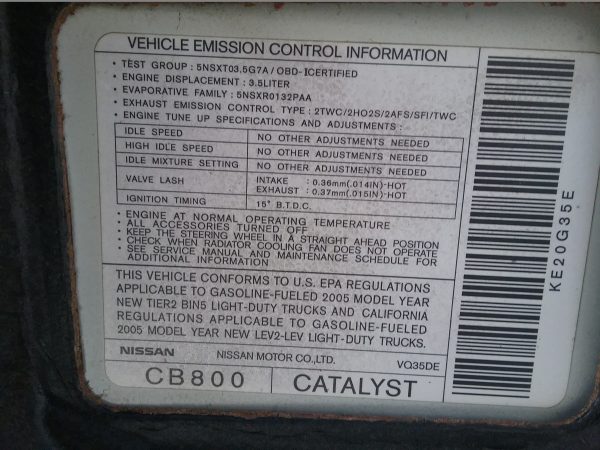 VEHICLE EMISSION CONTROL INFORMATION
• TEST GROUP : 5NSXT03.5G7A / OBD-ⅡCERTIFIED
• ENGINE DISPLACEMENT : 3.5LITER
• EVAPORATIVE FAMILY : 5NSXR0132PAA
• EXHAUST EMISSION CONTROL TYPE : 2TWC/2HO2S/2AFS/SFI/TWC
• ENGINE TUNE UP SPECIFICATIONS AND ADJUSTMENTS :
IDLE SPEED NO OTHER ADJUSTMENTS NEEDED
HIGH IDLE SPEED NO OTHER ADJUSTMENTS NEEDED
IDLE MIXTURE SETTING NO OTHER ADJUSTMENTS NEEDED
VALVE LASH INTAKE : 0.36mm(.014IN)-HOT
EXHAUST : 0.37mm(.015IN)-HOT
IGNITION TIMING 15° B.T.D.C.
• ENGINE AT NORMAL OPERATING TEMPERATURE
• ALL ACCESSORIES TURNED OFF
• KEEP THE STEERING WHEEL IN A STRAIGHT AHEAD POSITION
• CHECK WHEN RADIATOR COOLING FAN DOES NOT OPERATE
• SEE SERVICE MANUAL AND MAINTENANCE SCHEDULE FOR
ADDITIONAL INFORMATION
THIS VEHICLE CONFORMS TO U.S. EPA REGULATIONS
APPLICABLE TO GASOLINE-FUELED 2005 MODEL YEAR
NEW TIER2 BIN5 LIGHT-DUTY TRUCKS AND CALIFORNIA
REGULATIONS APPLICABLE TO GASOLINE-FUELED
2005 MODEL YEAR NEW LEV2-LEV LIGHT-DUTY TRUCKS.
NISSAN NISSAN MOTOR CO.,LTD. VQ35DE
CB800 CATALYST
KE20G35E